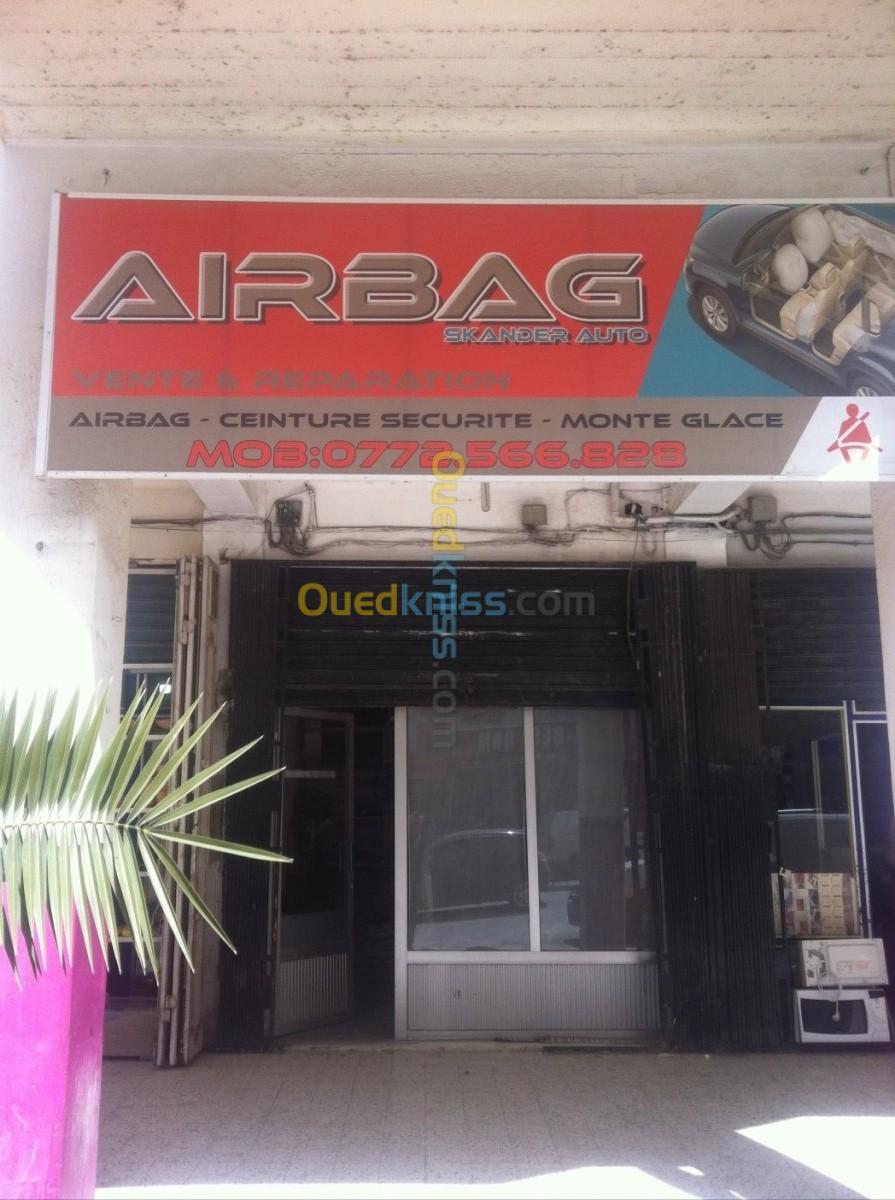 AIRBAG
SKANDER AUTO
VENTE & REPARATION
AIRBAG - CEINTURE SECURITE - MONTE GLACE
MOB:0772.566.828
Ouedkniss.com
Ouedkniss.com